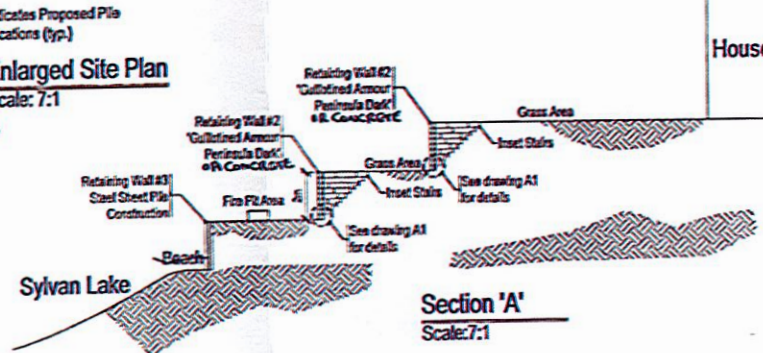 icates Proposed Pile
cations (typ.)
nlarged Site Plan
cale: 7:1
House
Retaining Wall #2
"Guillotined Armour
Peninsula Dark"
OR CONCRETE
Grass Area
Inset Stairs
Retaining Wall #2
"Guillotined Armour
Peninsula Dark"
OR CONCRETE
Grass Area
Inset Stairs
See drawing A1
for details
Retaining Wall #3
Steel Sheet Pile
Construction
Fire Pit Area
See drawing A1
for details
Beach
Sylvan Lake
Section 'A'
Scale:7:1